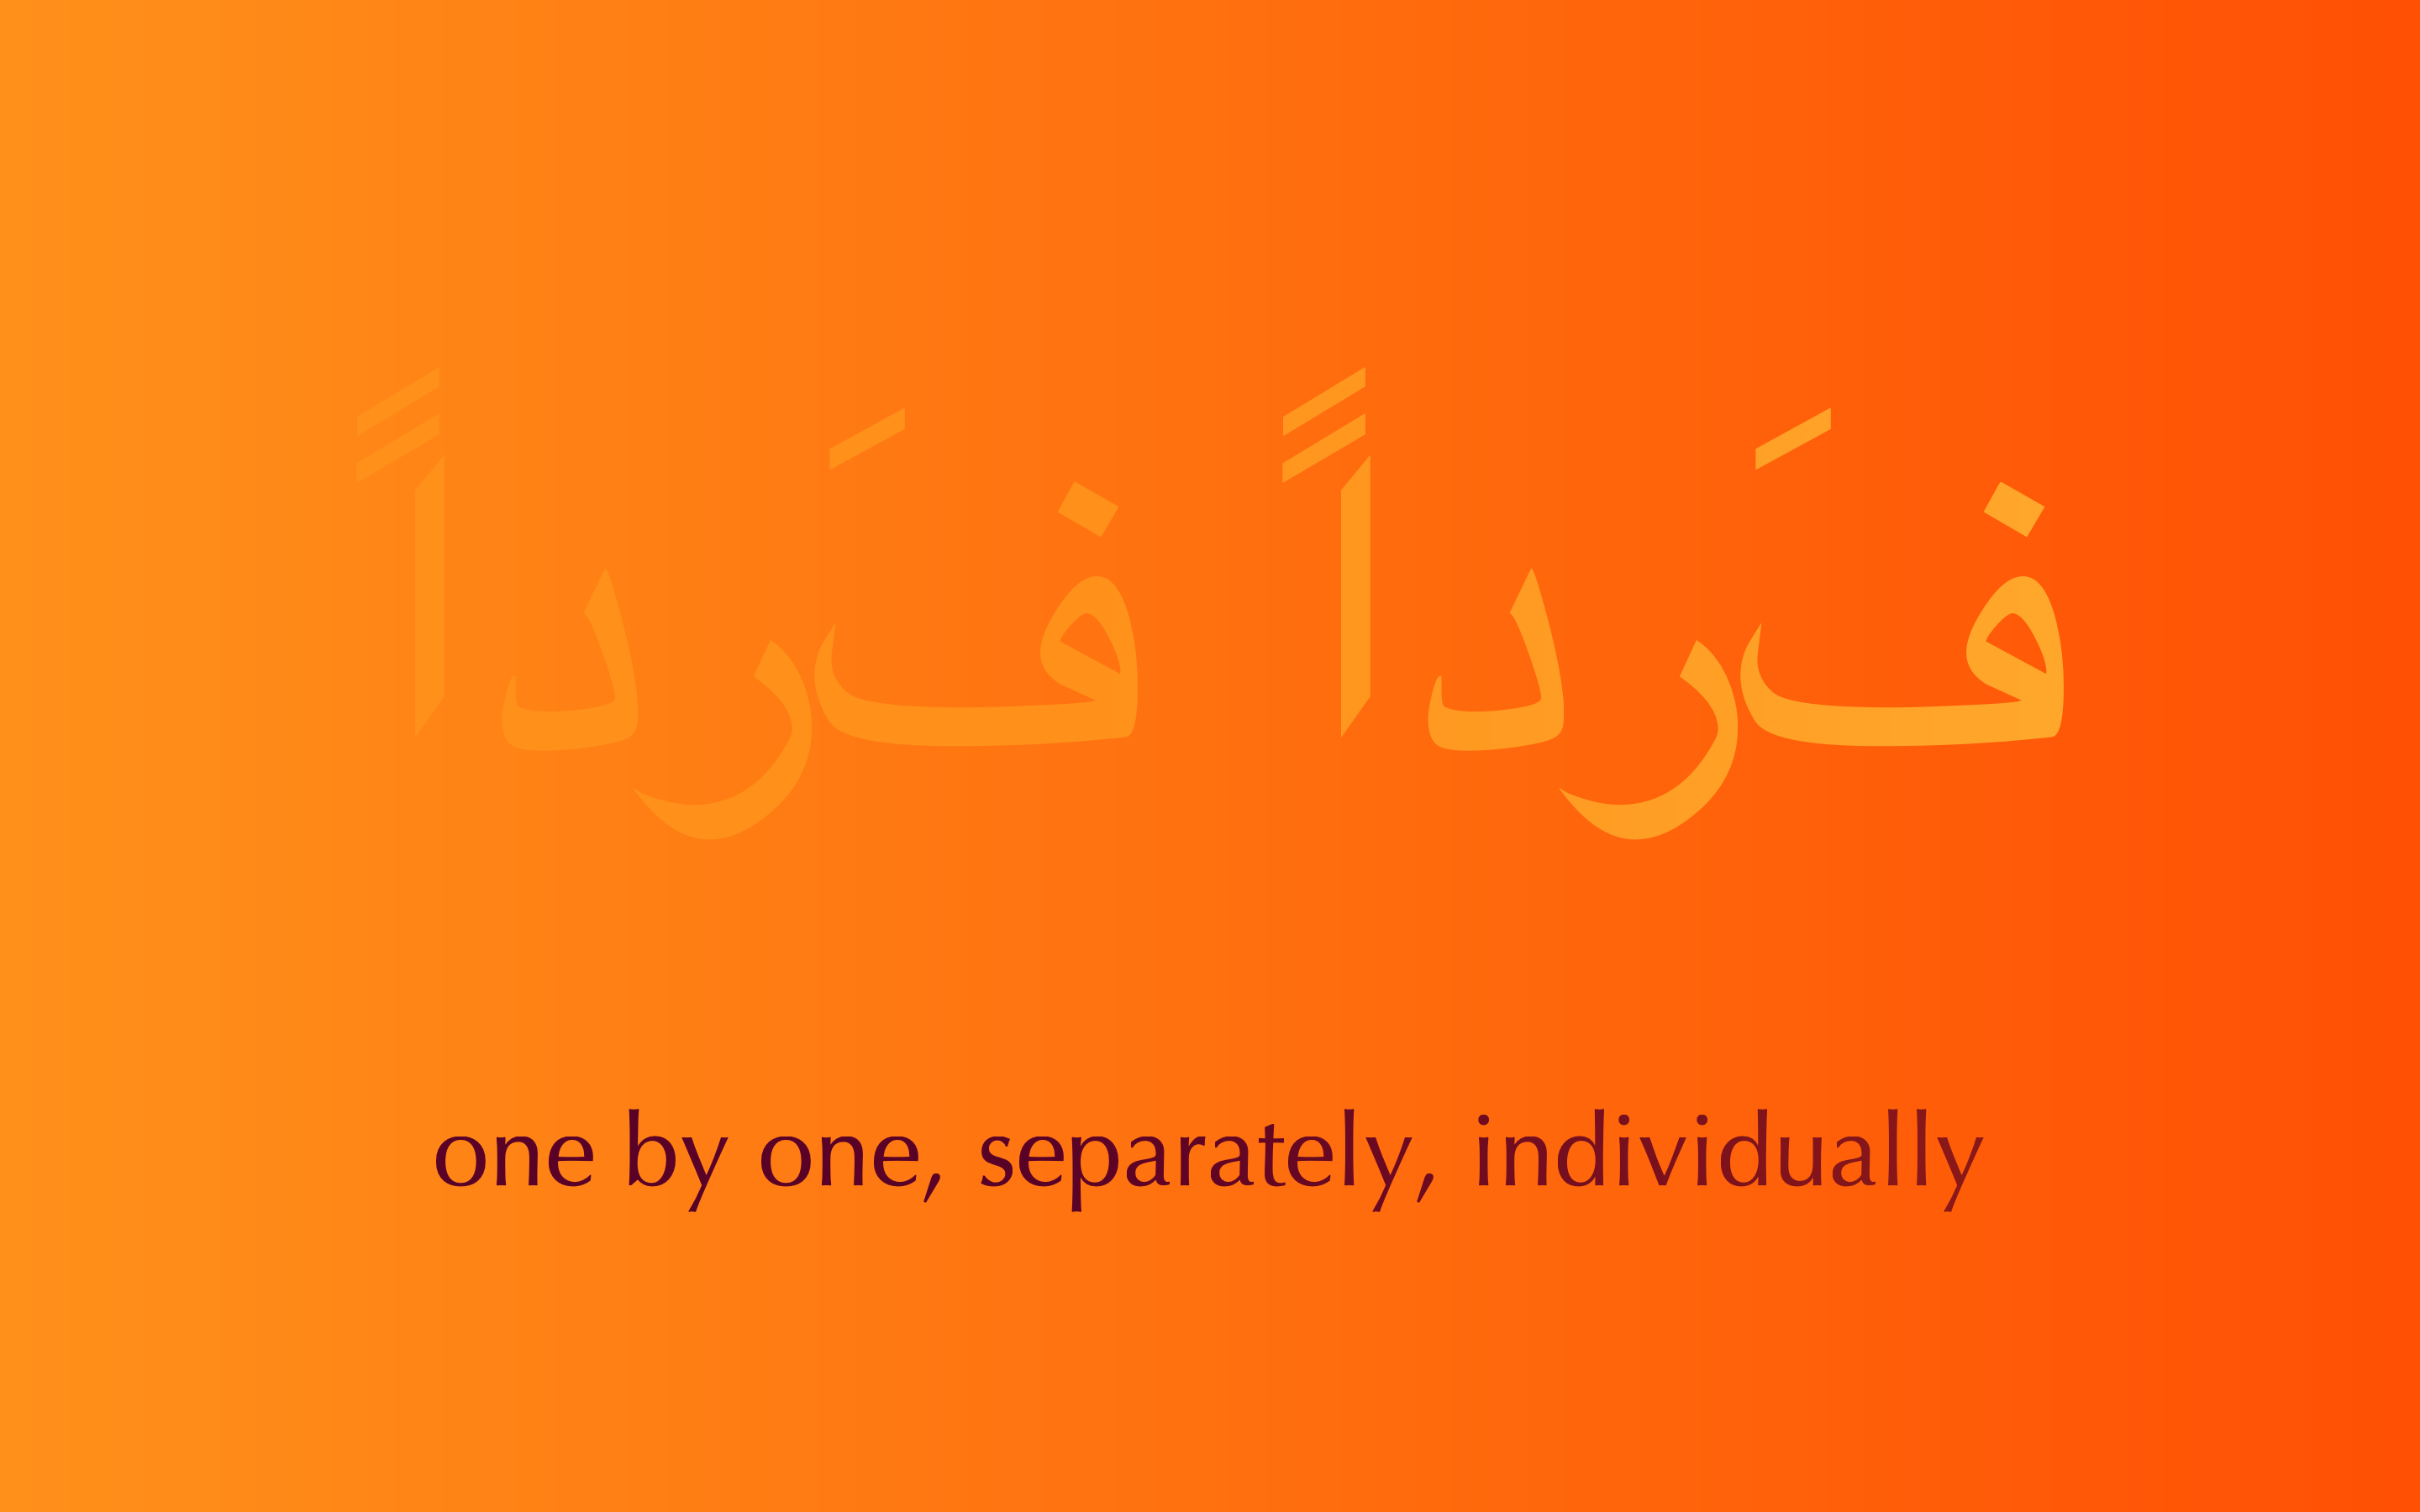 فَرداً فَرداً
one by one, separately, individually